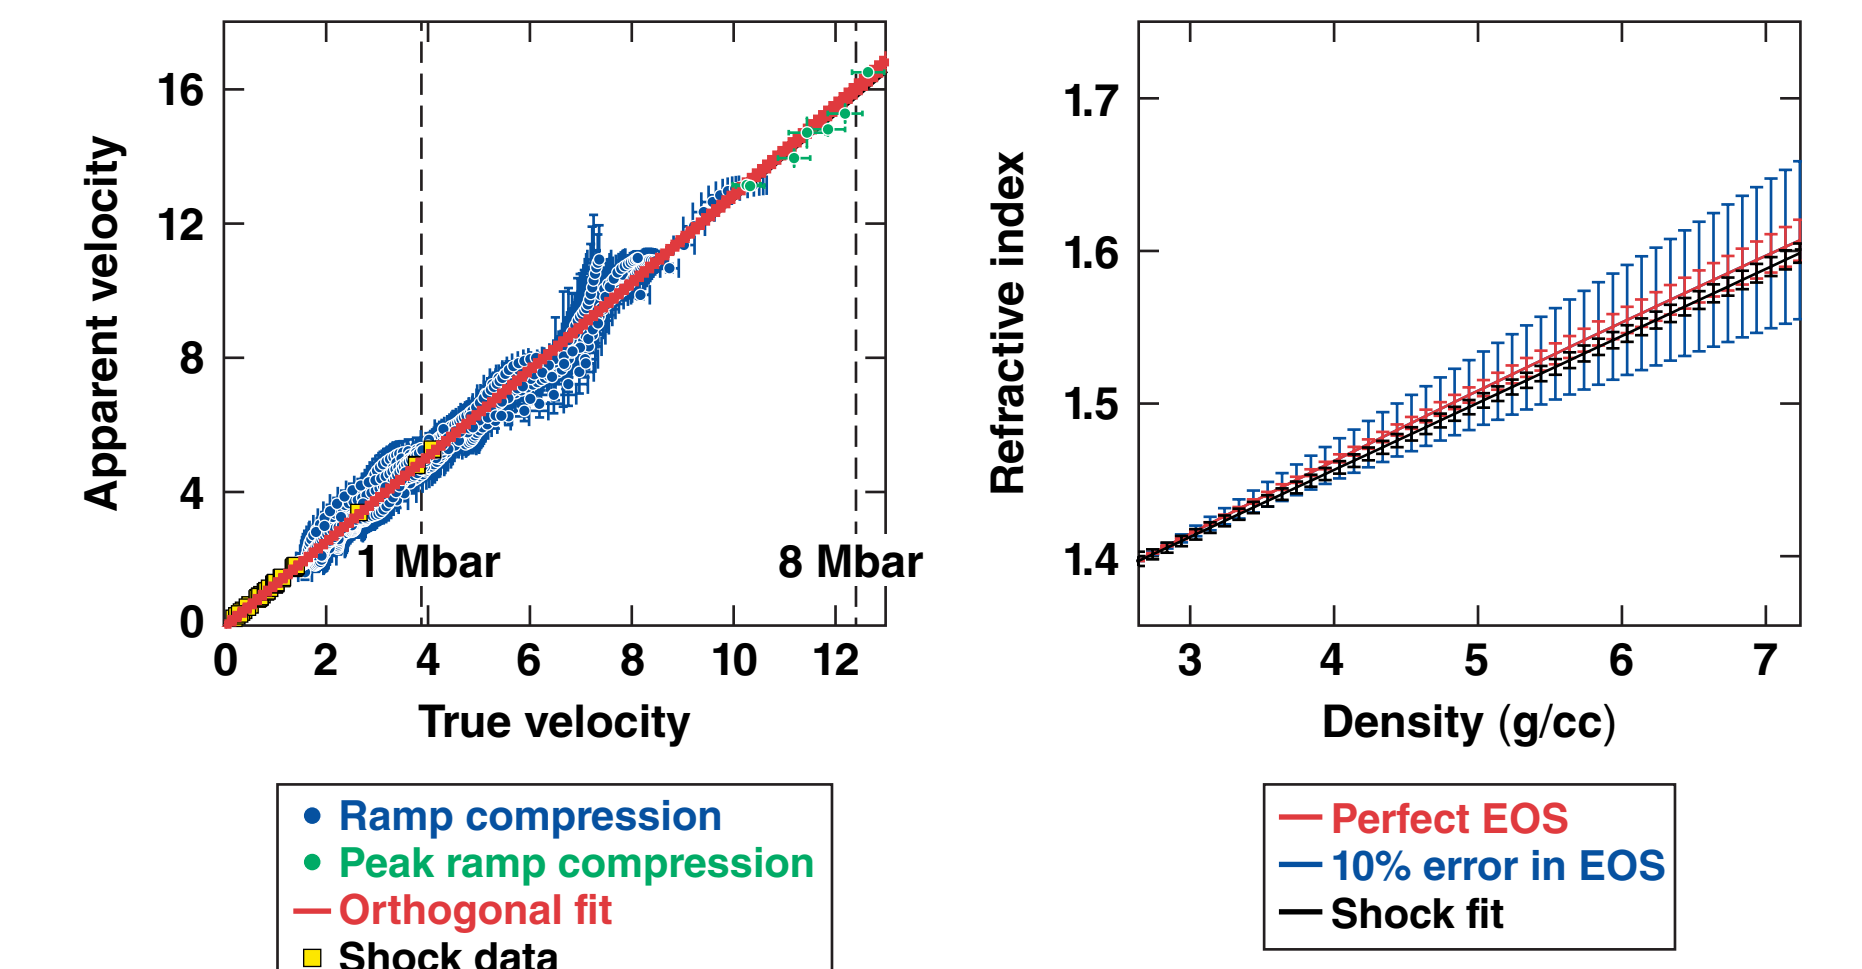 16
12
8
4
0
Apparent velocity
1 Mbar
8 Mbar
0 2 4 6 8 10 12
True velocity
Ramp compression
Peak ramp compression
Orthogonal fit
Shock data
1.7
1.6
1.5
1.4
Refractive index
3 4 5 6 7
Density (g/cc)
Perfect EOS
10% error in EOS
Shock fit